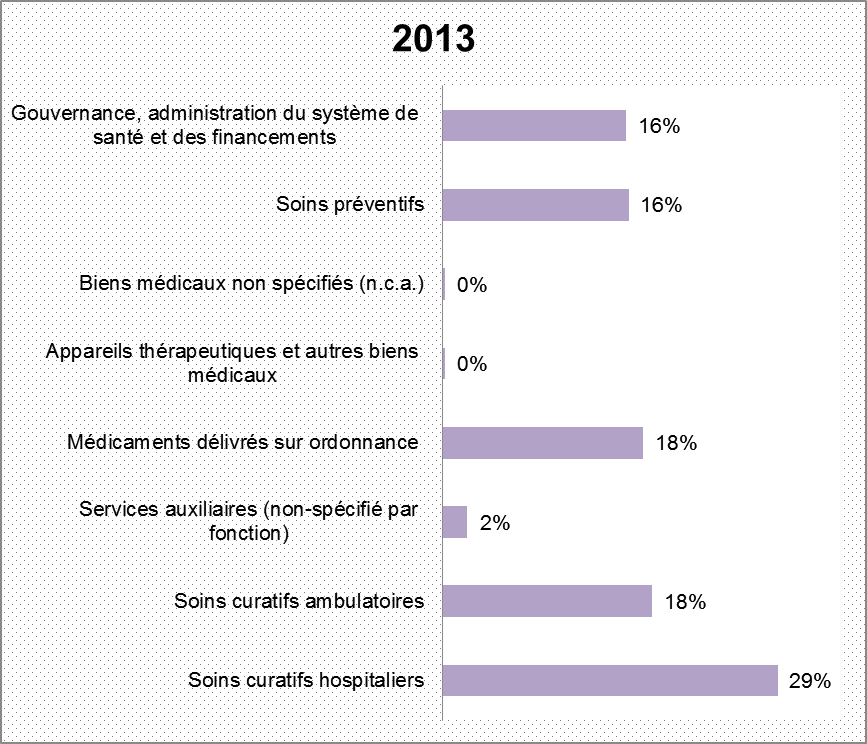 2013
Gouvernance, administration du système de
santé et des financements
16%
Soins préventifs
16%
Biens médicaux non spécifiés (n.c.a.)
0%
Appareils thérapeutiques et autres biens
médicaux
0%
Médicaments délivrés sur ordonnance
18%
Services auxiliaires (non-spécifié par
fonction)
2%
Soins curatifs ambulatoires
18%
Soins curatifs hospitaliers
29%